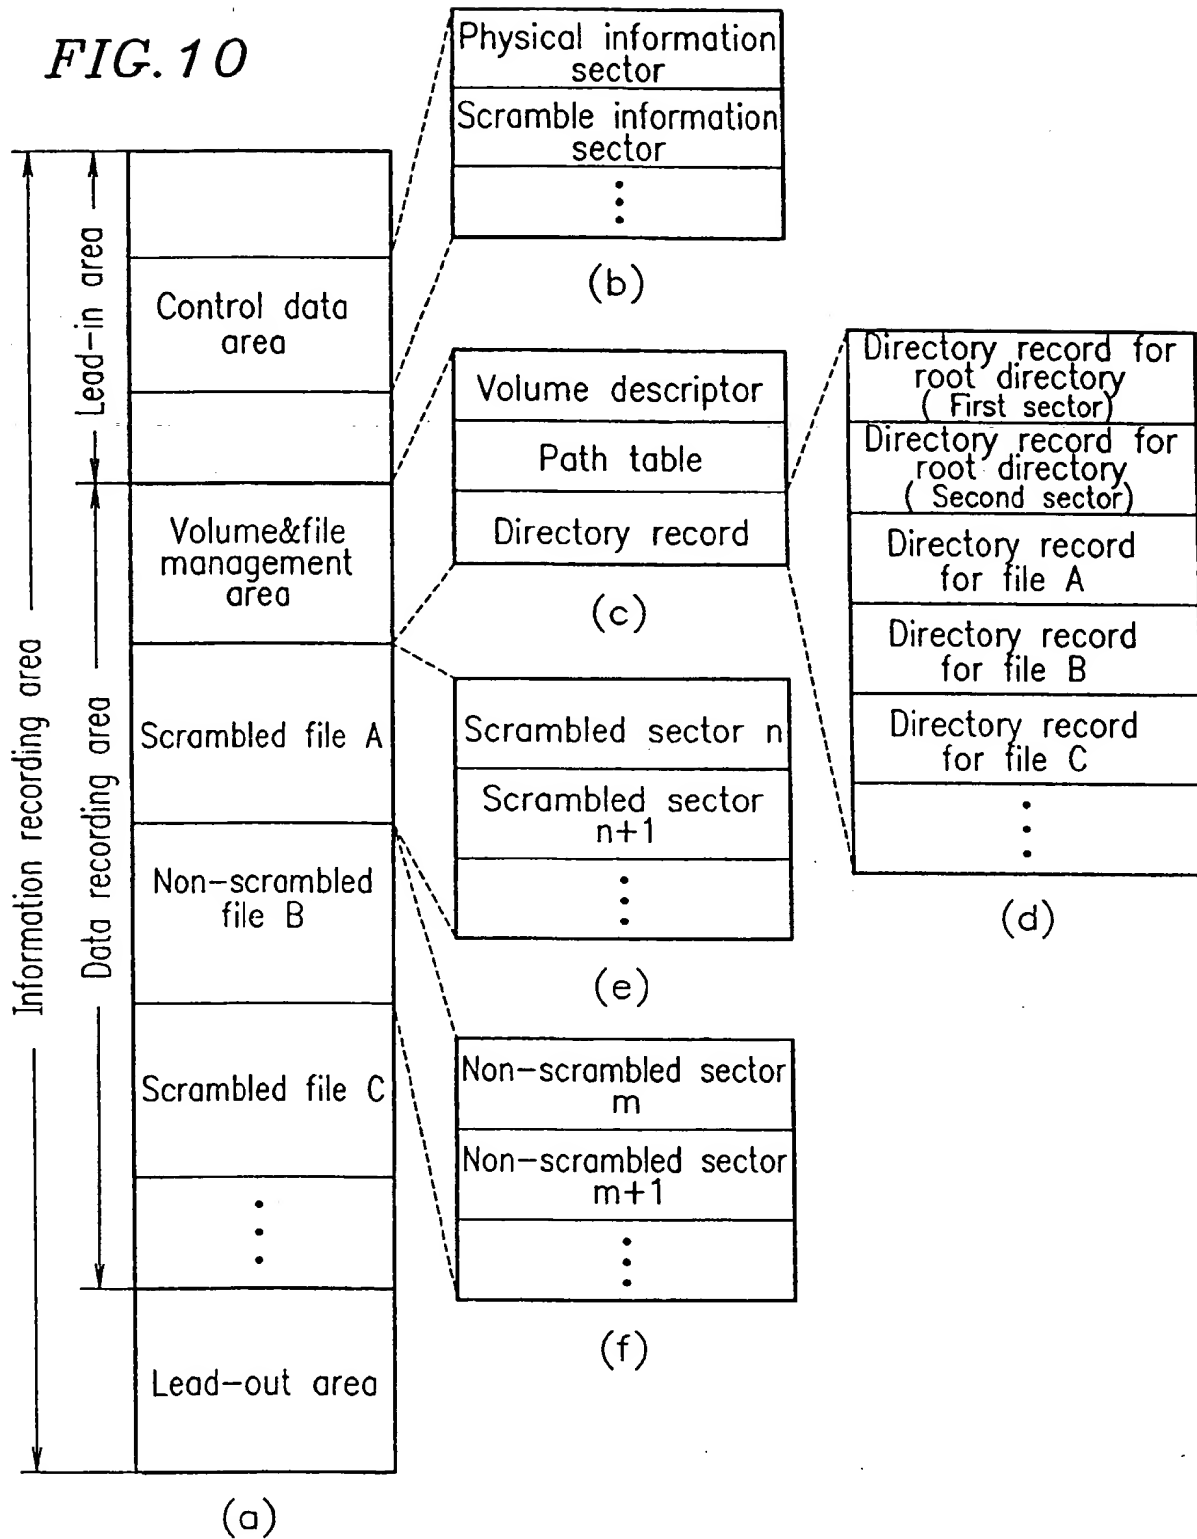 FIG.10
Information recording area
Lead-in area
Data recording area
Control data
area
Volume&file
management
area
Scrambled file A
Non-scrambled
file B
Scrambled file C
Lead-out area
(a)
Physical information
sector
Scramble information
sector
(b)
Volume descriptor
Path table
Directory record
(c)
Directory record for
root directory
( First sector)
Directory record for
root directory
( Second sector)
Directory record
for file A
Directory record
for file B
Directory record
for file C
(d)
Scrambled sector n
Scrambled sector
n+1
(e)
Non-scrambled sector
m
Non-scrambled sector
m+1
(f)